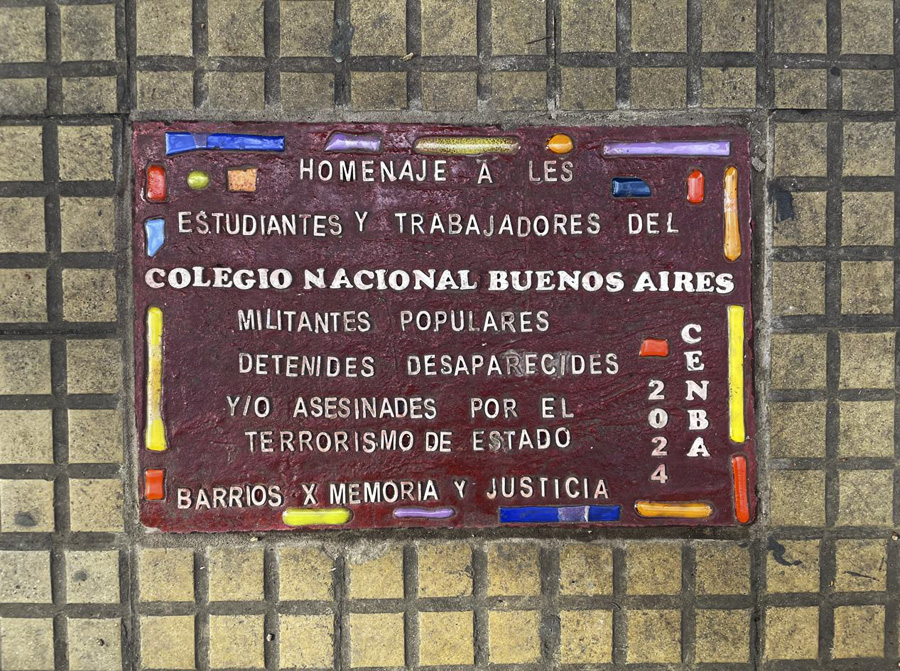 HOMENAJE A LES
ESTUDIANTES Y TRABAJADORES DEL
COLEGIO NACIONAL BUENOS AIRES
MILITANTES POPULARES
DETENIDES DESAPARECIDES
Y/O ASESINADES POR EL
TERRORISMO DE ESTADO
BARRIOS X MEMORIA Y JUSTICIA
CENBA
2024